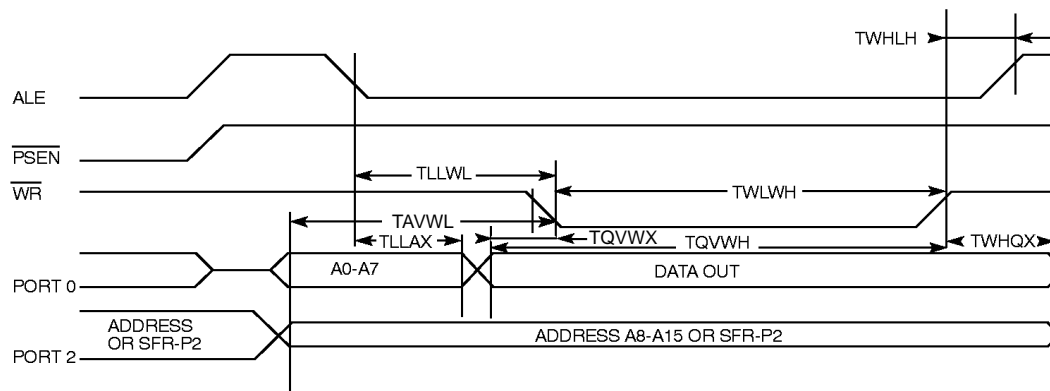 TWHLH
ALE
PSEN
TLLWL
WR
TWLWH
TAVWL
TQVWX
TLLAX
TQVWH
TWHQX
A0-A7
DATA OUT
PORT 0
ADDRESS
OR SFR-P2
ADDRESS A8-A15 OR SFR-P2
PORT 2